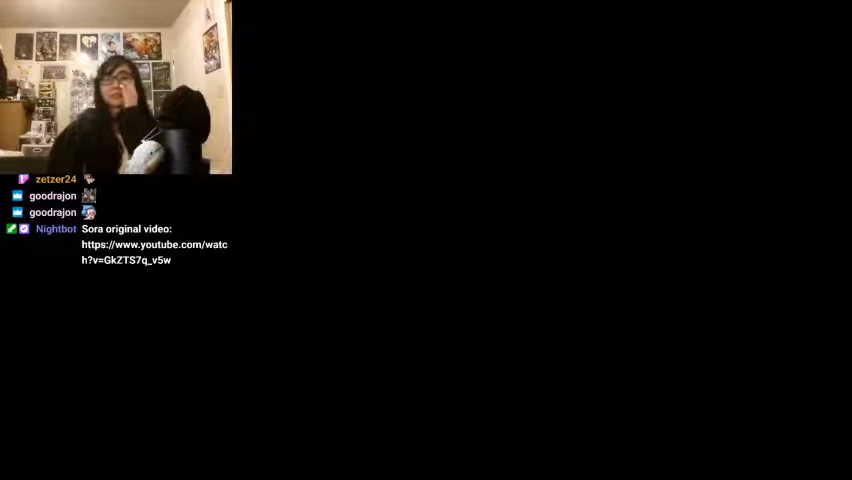 zetzer24
goodrajon
goodrajon
Nightbot Sora original video:
https://www.youtube.com/watc
h?v=GkZTS7q_v5w